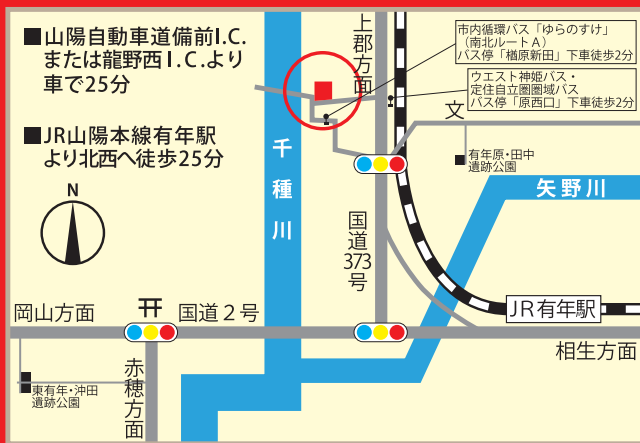 ■山陽自動車道備前I.C.
または龍野西I.C.より
車で25分
■JR山陽本線有年駅
より北西へ徒歩25分
N
上郡方面
市内循環バス「ゆらのすけ」
(南北ルートA)
バス停「楢原新田」下車徒歩2分
ウエスト神姫バス・
定住自立圏圏域バス
バス停「原西口」下車徒歩2分
文
有年原・田中
遺跡公園
千種川
矢野川
国道373号
JR有年駅
岡山方面
国道2号
相生方面
赤穂方面
東有年・沖田
遺跡公園